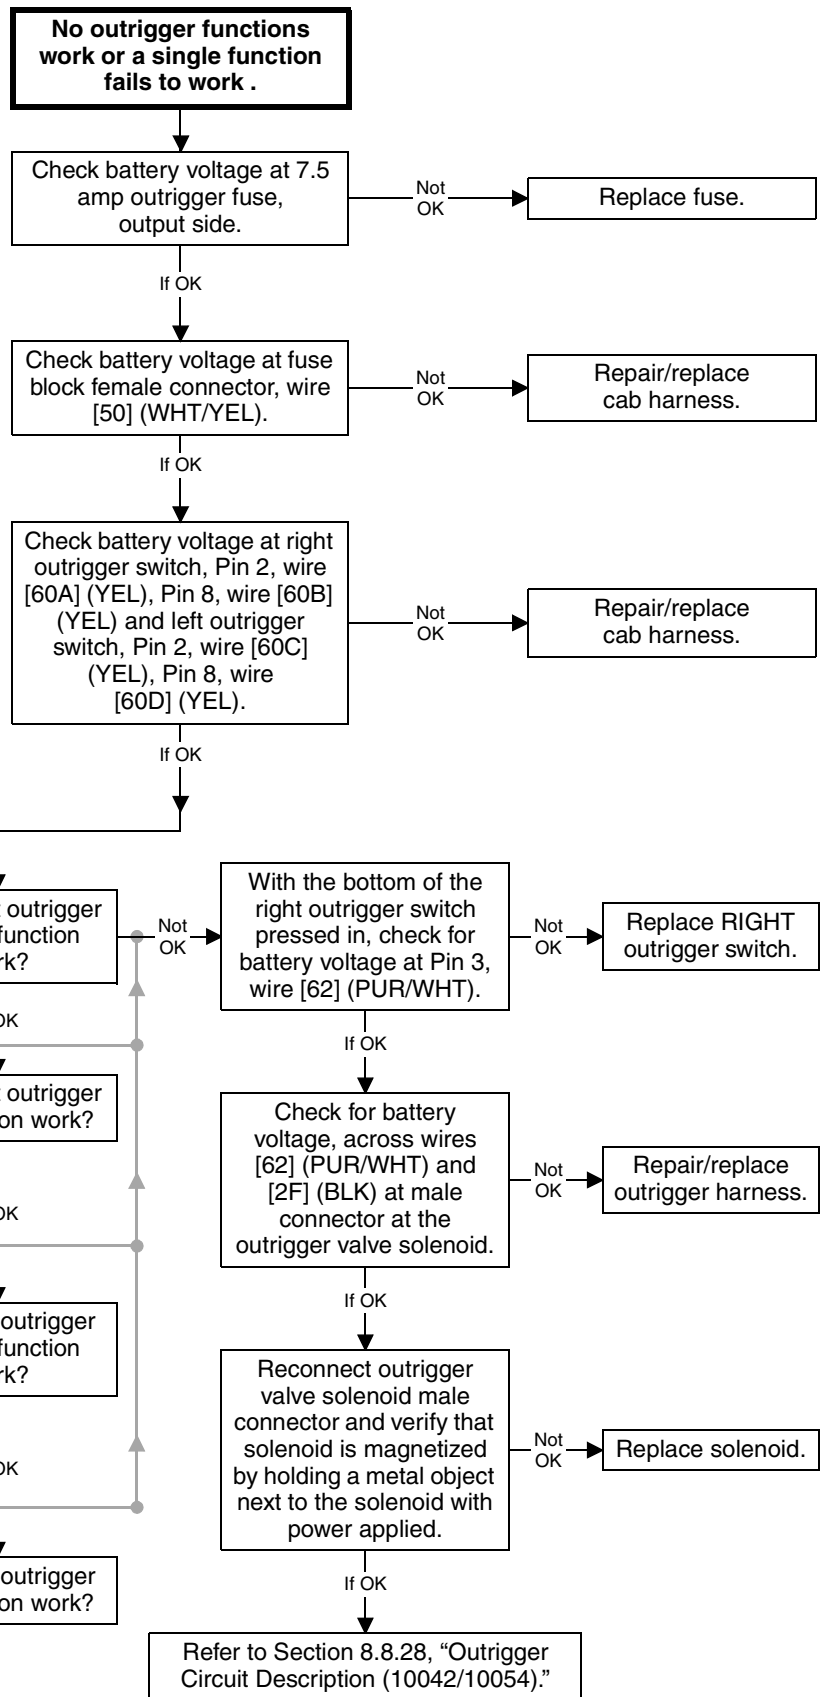 No outrigger functions
work or a single function
fails to work .
Check battery voltage at 7.5
amp outrigger fuse,
output side.
Not
OK
Replace fuse.
If OK
Check battery voltage at fuse
block female connector, wire
[50] (WHT/YEL).
Not
OK
Repair/replace
cab harness.
If OK
Check battery voltage at right
outrigger switch, Pin 2, wire
[60A] (YEL), Pin 8, wire [60B]
(YEL) and left outrigger
switch, Pin 2, wire [60C]
(YEL), Pin 8, wire
[60D] (YEL).
Not
OK
Repair/replace
cab harness.
If OK
outrigger
function
Not
OK
With the bottom of the
right outrigger switch
pressed in, check for
battery voltage at Pin 3,
wire [62] (PUR/WHT).
Not
OK
Replace RIGHT
outrigger switch.
OK
If OK
outrigger
work?
Check for battery
voltage, across wires
[62] (PUR/WHT) and
[2F] (BLK) at male
connector at the
outrigger valve solenoid.
Not
OK
Repair/replace
outrigger harness.
OK
If OK
outrigger
function
Reconnect outrigger
valve solenoid male
connector and verify that
solenoid is magnetized
by holding a metal object
next to the solenoid with
power applied.
Not
OK
Replace solenoid.
OK
If OK
outrigger
work?
Refer to Section 8.8.28, “Outrigger
Circuit Description (10042/10054).”